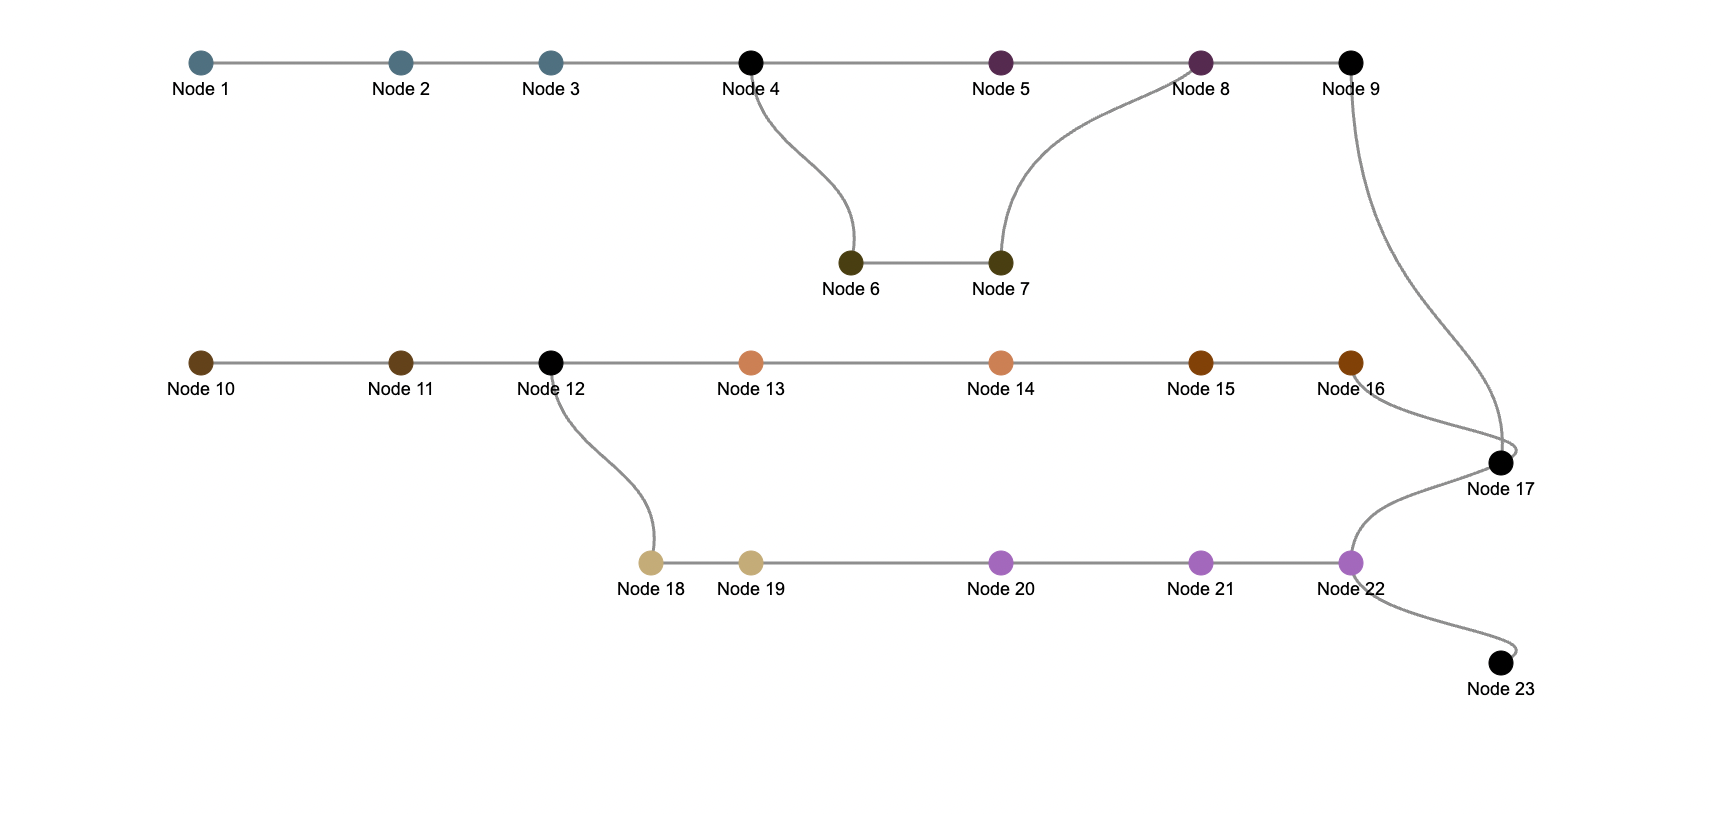 Node 1
Node 2
Node 3
Node 4
Node 5
Node 8
Node 9
Node 6
Node 7
Node 10
Node 11
Node 12
Node 13
Node 14
Node 15
Node 16
Node 17
Node 18
Node 19
Node 20
Node 21
Node 22
Node 23